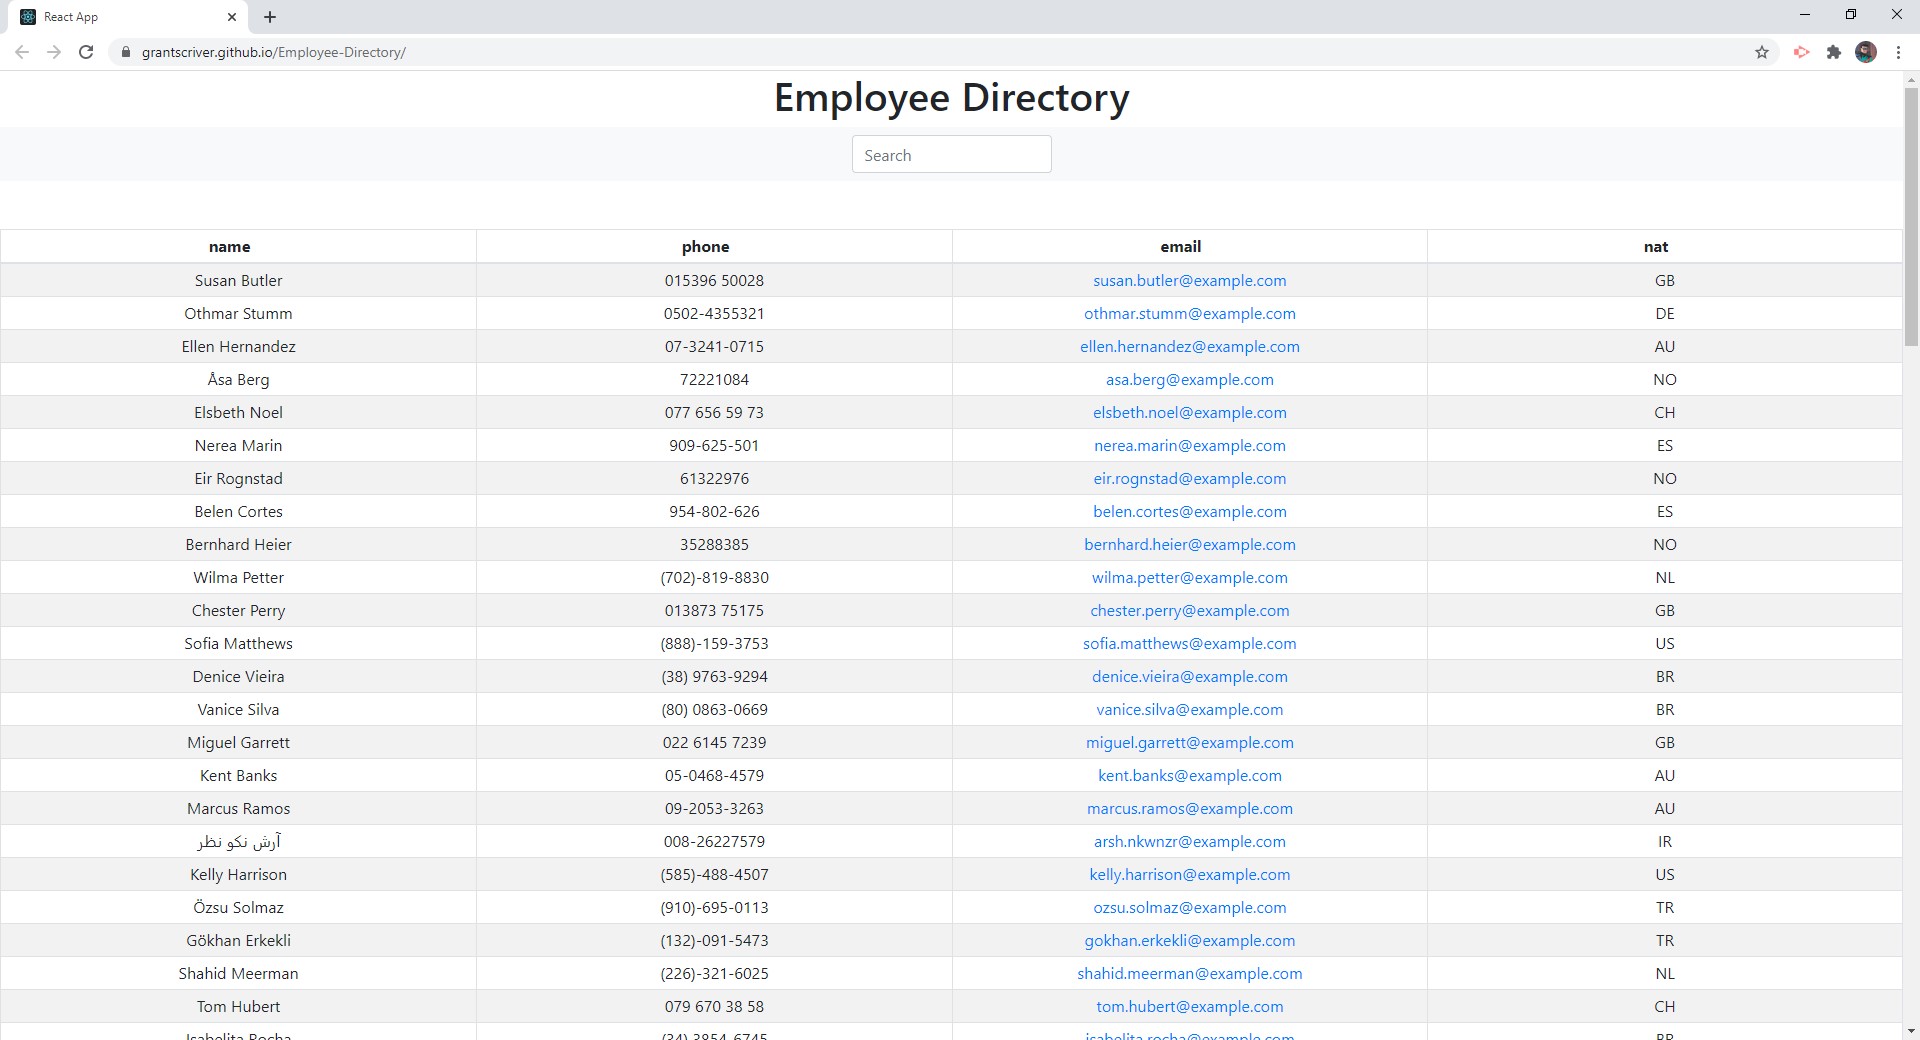 React App
grantscriver.github.io/Employee-Directory/
Employee Directory
Search
name phone email nat
Susan Butler 015396 50028 susan.butler@example.com GB
Othmar Stumm 0502-4355321 othmar.stumm@example.com DE
Ellen Hernandez 07-3241-0715 ellen.hernandez@example.com AU
Åsa Berg 72221084 asa.berg@example.com NO
Elsbeth Noel 077 656 59 73 elsbeth.noel@example.com CH
Nerea Marin 909-625-501 nerea.marin@example.com ES
Eir Rognstad 61322976 eir.rognstad@example.com NO
Belen Cortes 954-802-626 belen.cortes@example.com ES
Bernhard Heier 35288385 bernhard.heier@example.com NO
Wilma Petter (702)-819-8830 wilma.petter@example.com NL
Chester Perry 013873 75175 chester.perry@example.com GB
Sofia Matthews (888)-159-3753 sofia.matthews@example.com US
Denice Vieira (38) 9763-9294 denice.vieira@example.com BR
Vanice Silva (80) 0863-0669 vanice.silva@example.com BR
Miguel Garrett 022 6145 7239 miguel.garrett@example.com GB
Kent Banks 05-0468-4579 kent.banks@example.com AU
Marcus Ramos 09-2053-3263 marcus.ramos@example.com AU
آرش نكو نظر 008-26227579 arsh.nkwnzr@example.com IR
Kelly Harrison (585)-488-4507 kelly.harrison@example.com US
Özsu Solmaz (910)-695-0113 ozsu.solmaz@example.com TR
Gökhan Erkekli (132)-091-5473 gokhan.erkekli@example.com TR
Shahid Meerman (226)-321-6025 shahid.meerman@example.com NL
Tom Hubert 079 670 38 58 tom.hubert@example.com CH
Isabelita Rocha (34) 3854-6745 isabelita.rocha@example.com BR